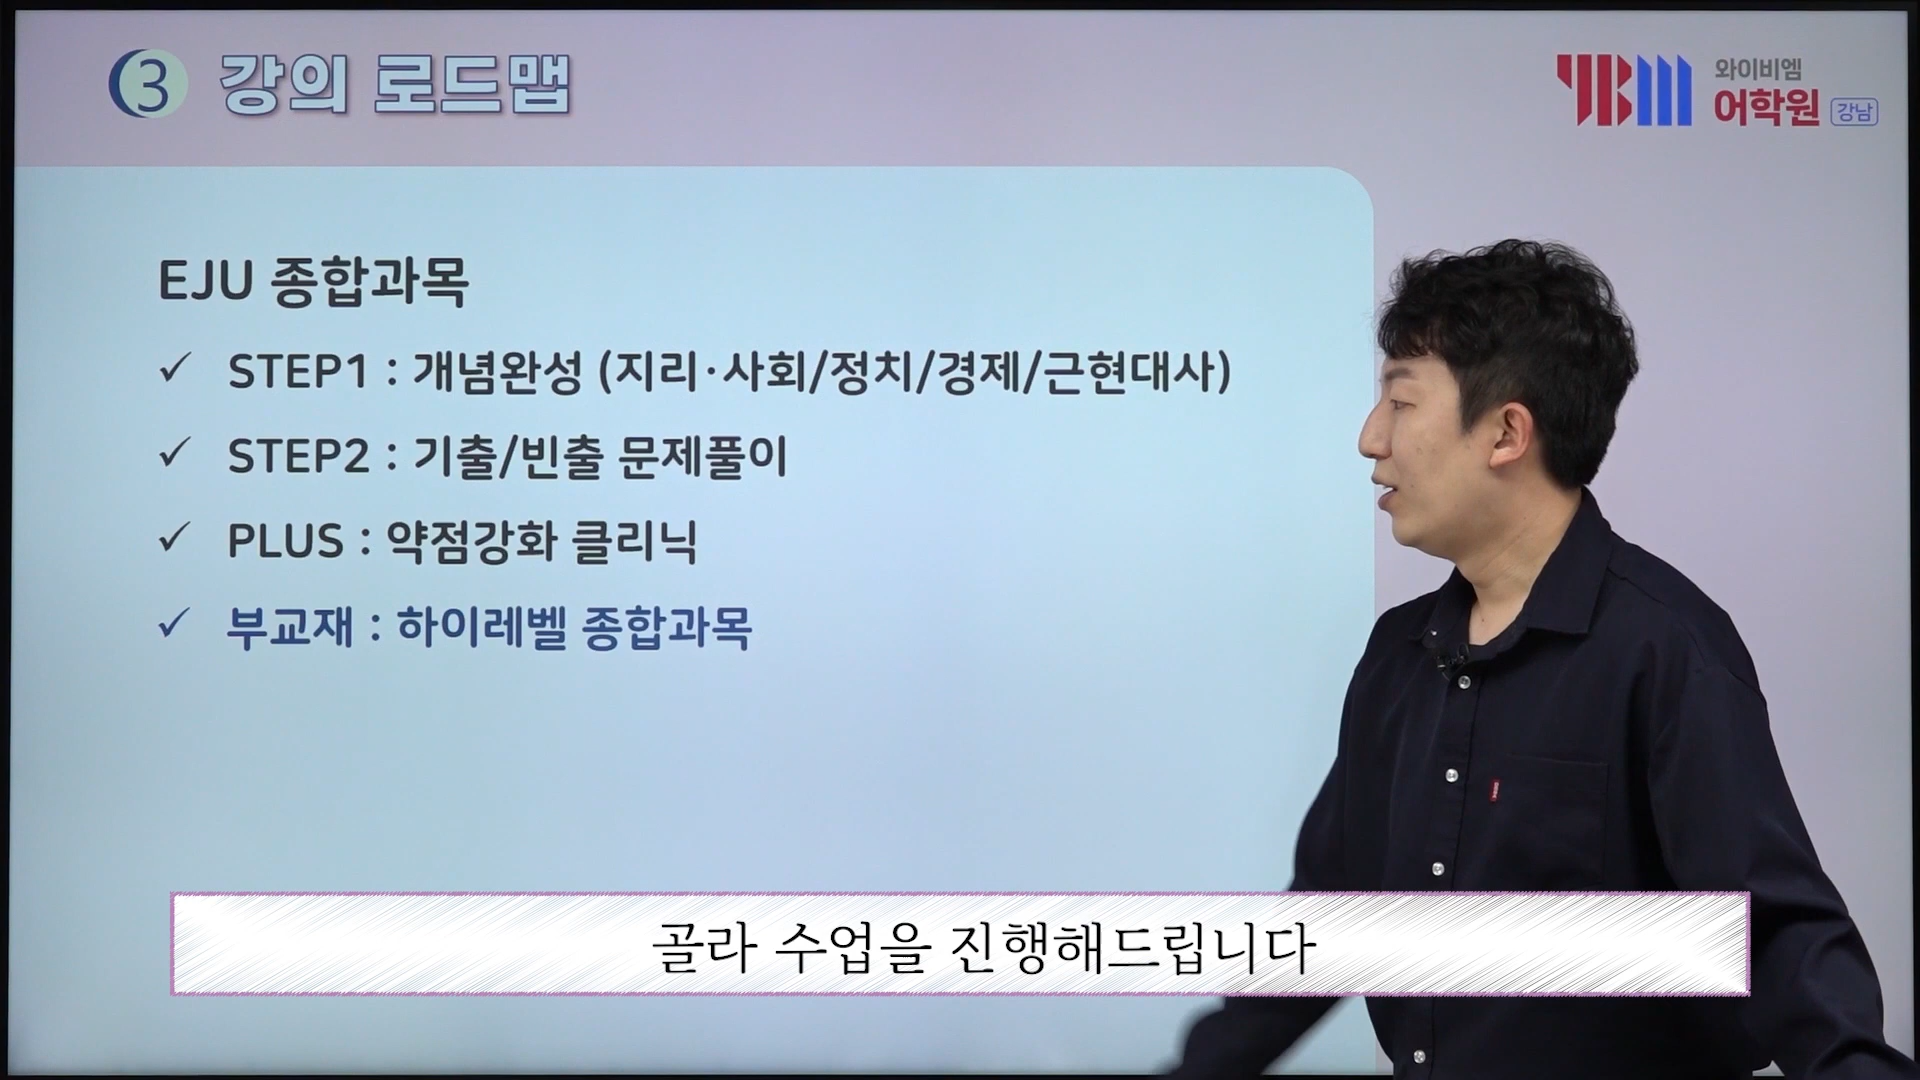 3 강의 로드맵
YBM 와이비엠
어학원 강남
EJU 종합과목
✓ STEP1 : 개념완성 (지리·사회/정치/경제/근현대사)
✓ STEP2 : 기출/빈출 문제풀이
✓ PLUS : 약점강화 클리닉
✓ 부교재 : 하이레벨 종합과목
골라 수업을 진행해드립니다